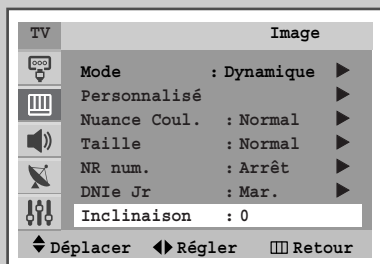 TV Image
Mode : Dynamique
Personnalisé
Nuance Coul. : Normal
Taille : Normal
NR num. : Arrêt
DNIe Jr : Mar.
Inclinaison : 0
Déplacer Régler Retour